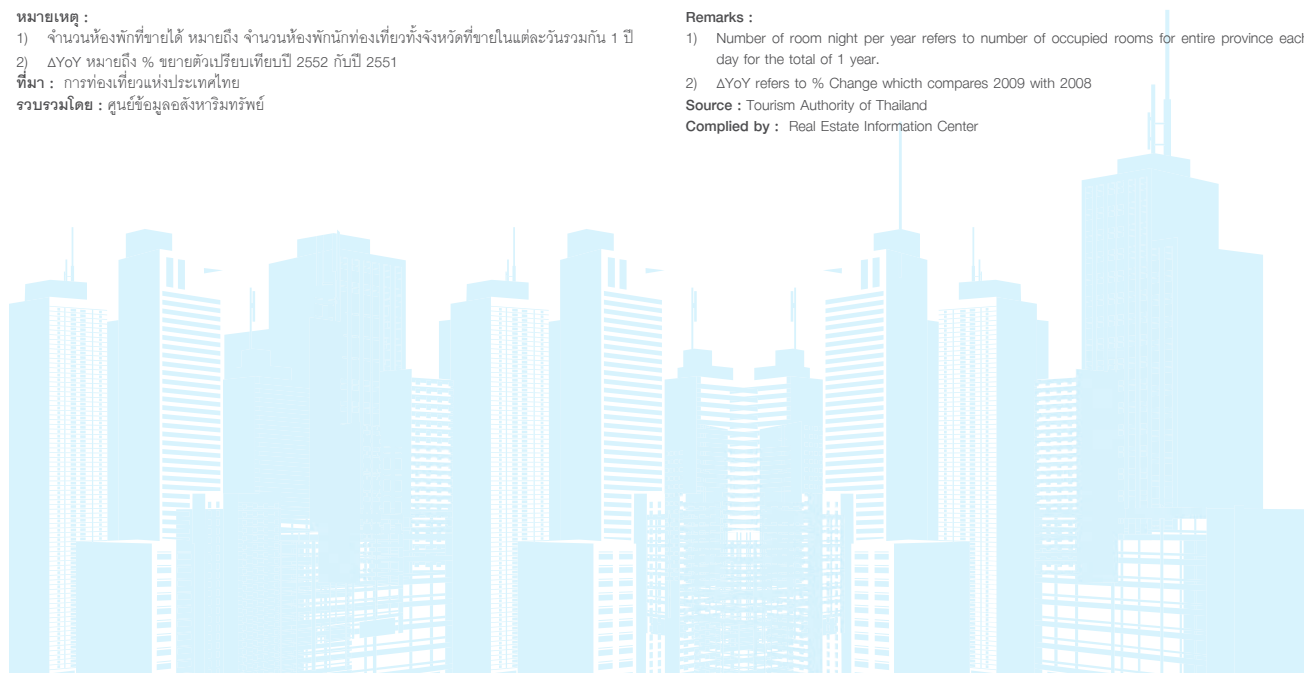 หมายเหตุ :
1) จำนวนห้องพักที่ขายได้ หมายถึง จำนวนห้องพักนักท่องเที่ยวทั้งจังหวัดที่ขายในแต่ละวันรวมกัน 1 ปี
2) ΔYoY หมายถึง % ขยายตัวเปรียบเทียบปี 2552 กับปี 2551
ที่มา : การท่องเที่ยวแห่งประเทศไทย
รวบรวมโดย : ศูนย์ข้อมูลอสังหาริมทรัพย์
Remarks :
1) Number of room night per year refers to number of occupied rooms for entire province each
day for the total of 1 year.
2) ΔYoY refers to % Change whicth compares 2009 with 2008
Source : Tourism Authority of Thailand
Complied by : Real Estate Information Center